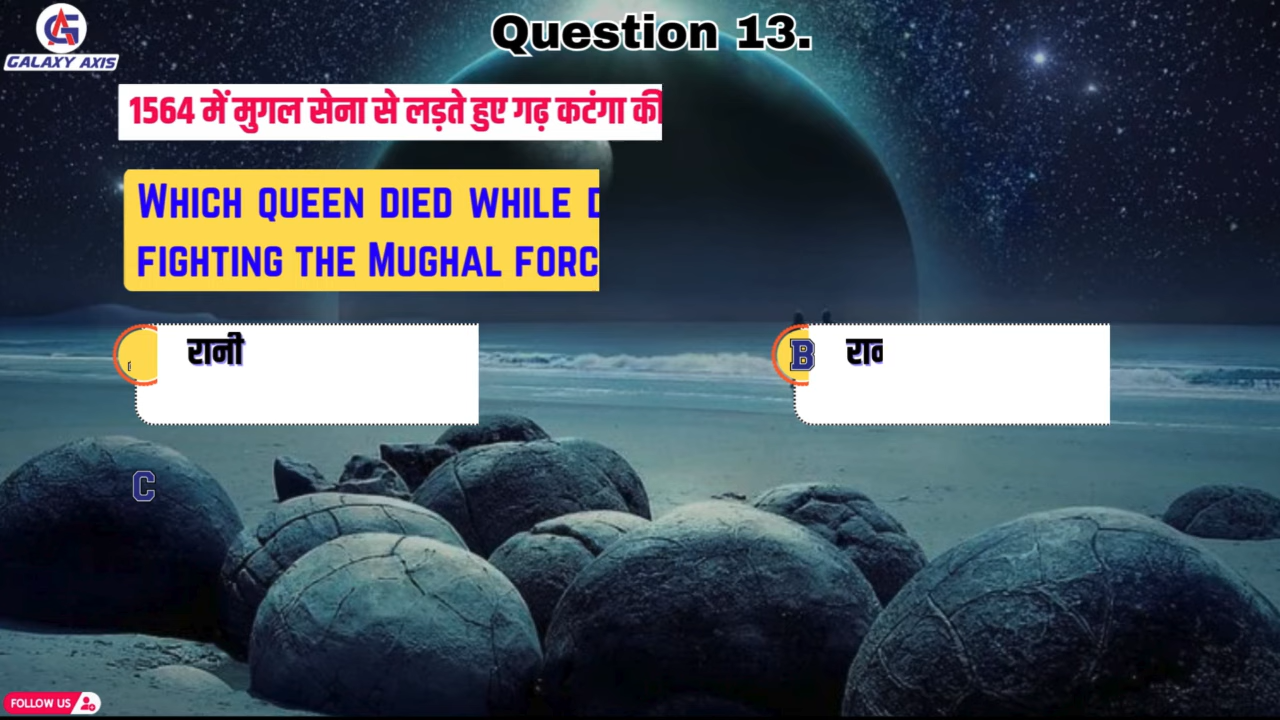 Question 13.
GALAXY AXIS
1564 में मुगल सेना से लड़ते हुए गढ़ कटंगा की
WHICH QUEEN DIED WHILE
FIGHTING THE MUGHAL FORC
रानी
B
C
FOLLOW US